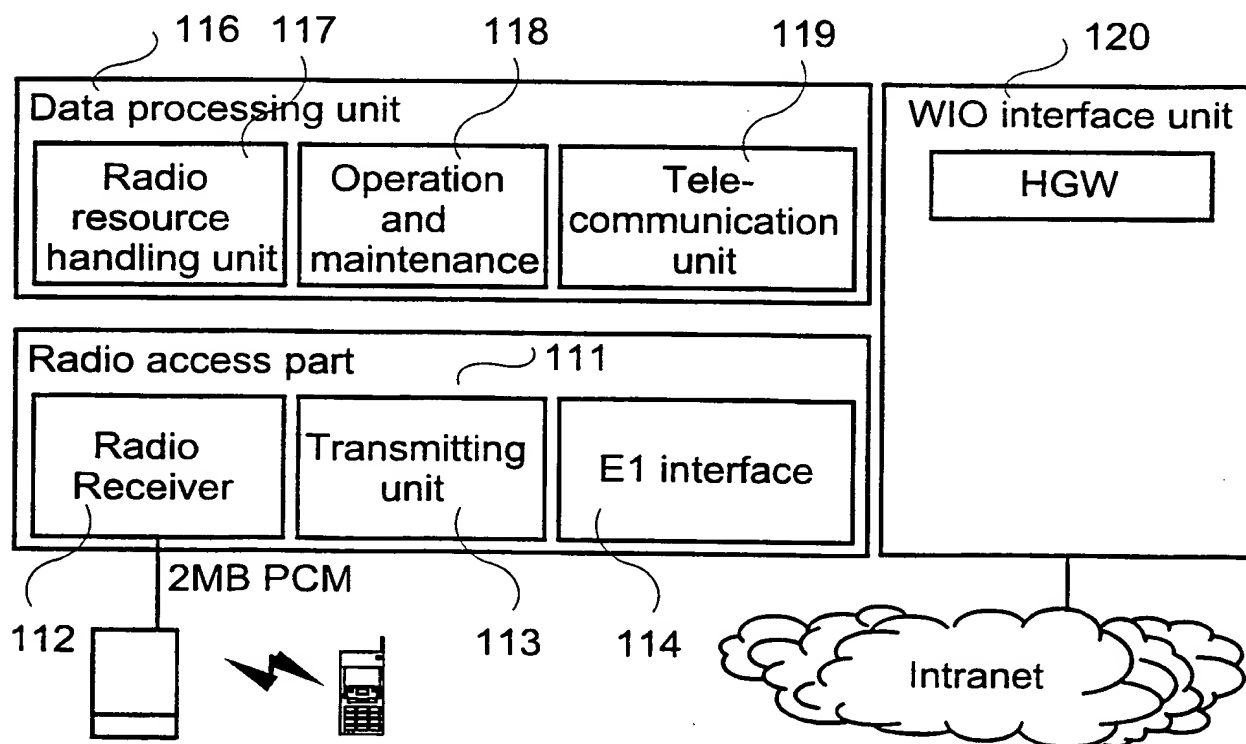 116
117
118
119
120
Data processing unit
WIO interface unit
Radio
resource
handling unit
Operation
and
maintenance
Tele-
communication
unit
HGW
Radio access part
111
Radio
Receiver
Transmitting
unit
E1 interface
2MB PCM
112
113
114
Intranet